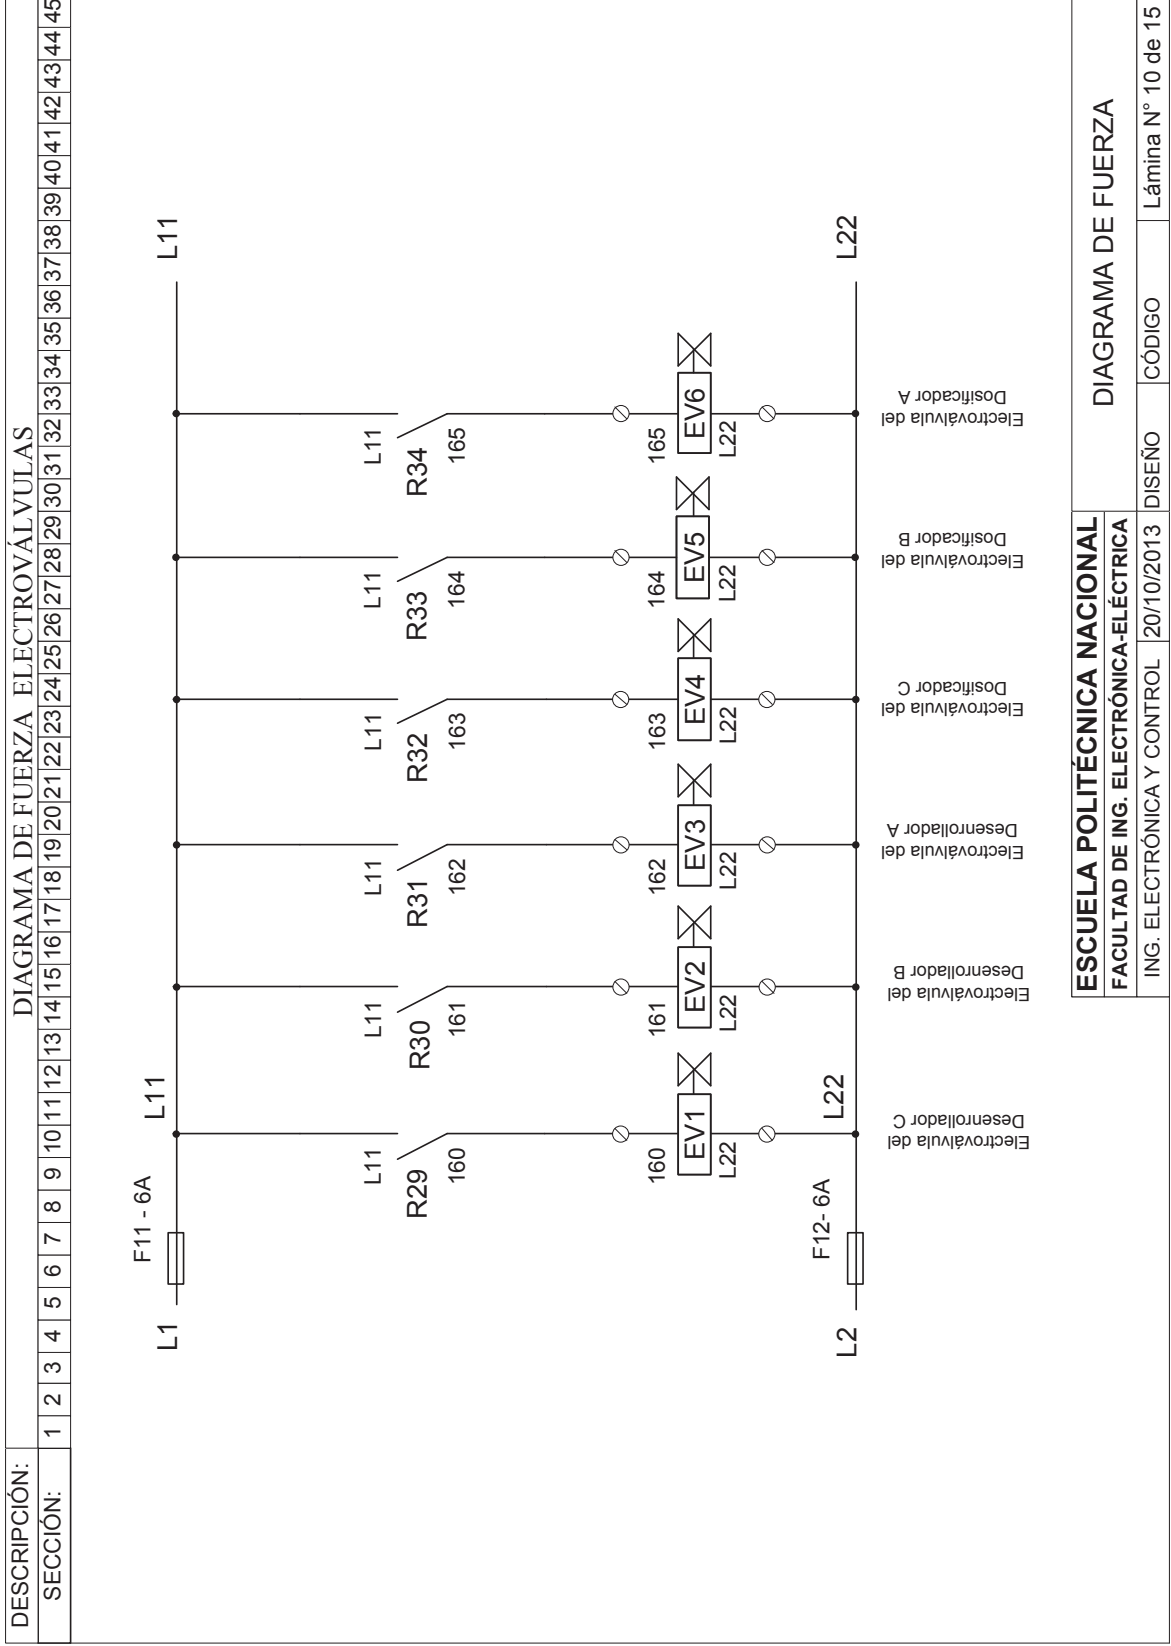 DESCRIPCIÓN:
DIAGRAMA DE FUERZA ELECTROVÁLVULAS
SECCIÓN:
1 2 3 4 5 6 7 8 9 10 11 12 13 14 15 16 17 18 19 20 21 22 23 24 25 26 27 28 29 30 31 32 33 34 35 36 37 38 39 40 41 42 43 44 45
F11 - 6A
L1
L11
L11
L11
R29
160
L11
R30
161
L11
R31
162
L11
R32
163
L11
R33
164
L11
R34
165
160
EV1
L22
161
EV2
L22
162
EV3
L22
163
EV4
L22
164
EV5
L22
165
EV6
L22
F12- 6A
L2
L22
L22
Electroválvula del
Desenrollador C
Electroválvula del
Desenrollador B
Electroválvula del
Desenrollador A
Electroválvula del
Dosificador C
Electroválvula del
Dosificador B
Electroválvula del
Dosificador A
ESCUELA POLITÉCNICA NACIONAL
FACULTAD DE ING. ELECTRÓNICA-ELÉCTRICA
DIAGRAMA DE FUERZA
ING. ELECTRÓNICA Y CONTROL
20/10/2013
DISEÑO
CÓDIGO
Lámina N° 10 de 15